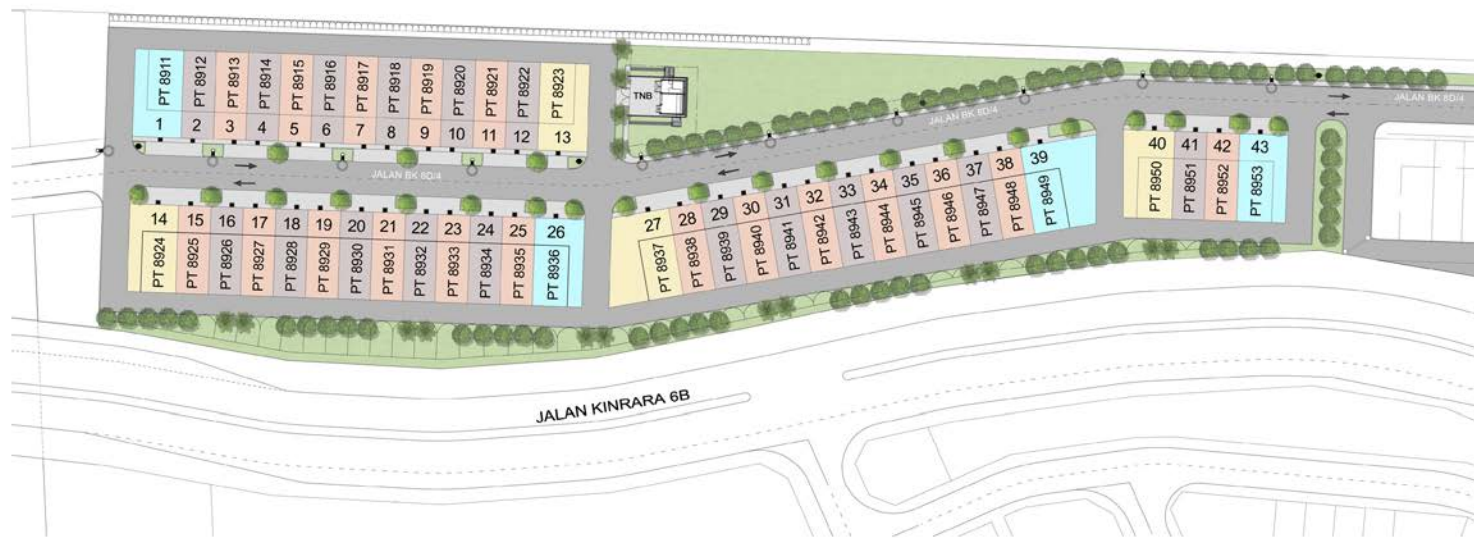 PT 8911
PT 8912
PT 8913
PT 8914
PT 8915
PT 8916
PT 8917
PT 8918
PT 8919
PT 8920
PT 8921
PT 8922
PT 8923
1 2 3 4 5 6 7 8 9 10 11 12 13
TNB
JALAN BK 8D/4
JALAN BK 8D/4
JALAN BK 8D/4
14 15 16 17 18 19 20 21 22 23 24 25 26
PT 8924
PT 8925
PT 8926
PT 8927
PT 8928
PT 8929
PT 8930
PT 8931
PT 8932
PT 8933
PT 8934
PT 8935
PT 8936
27 28 29 30 31 32 33 34 35 36 37 38 39
PT 8937
PT 8938
PT 8939
PT 8940
PT 8941
PT 8942
PT 8943
PT 8944
PT 8945
PT 8946
PT 8947
PT 8948
PT 8949
40 41 42 43
PT 8950
PT 8951
PT 8952
PT 8953
JALAN KINRARA 6B